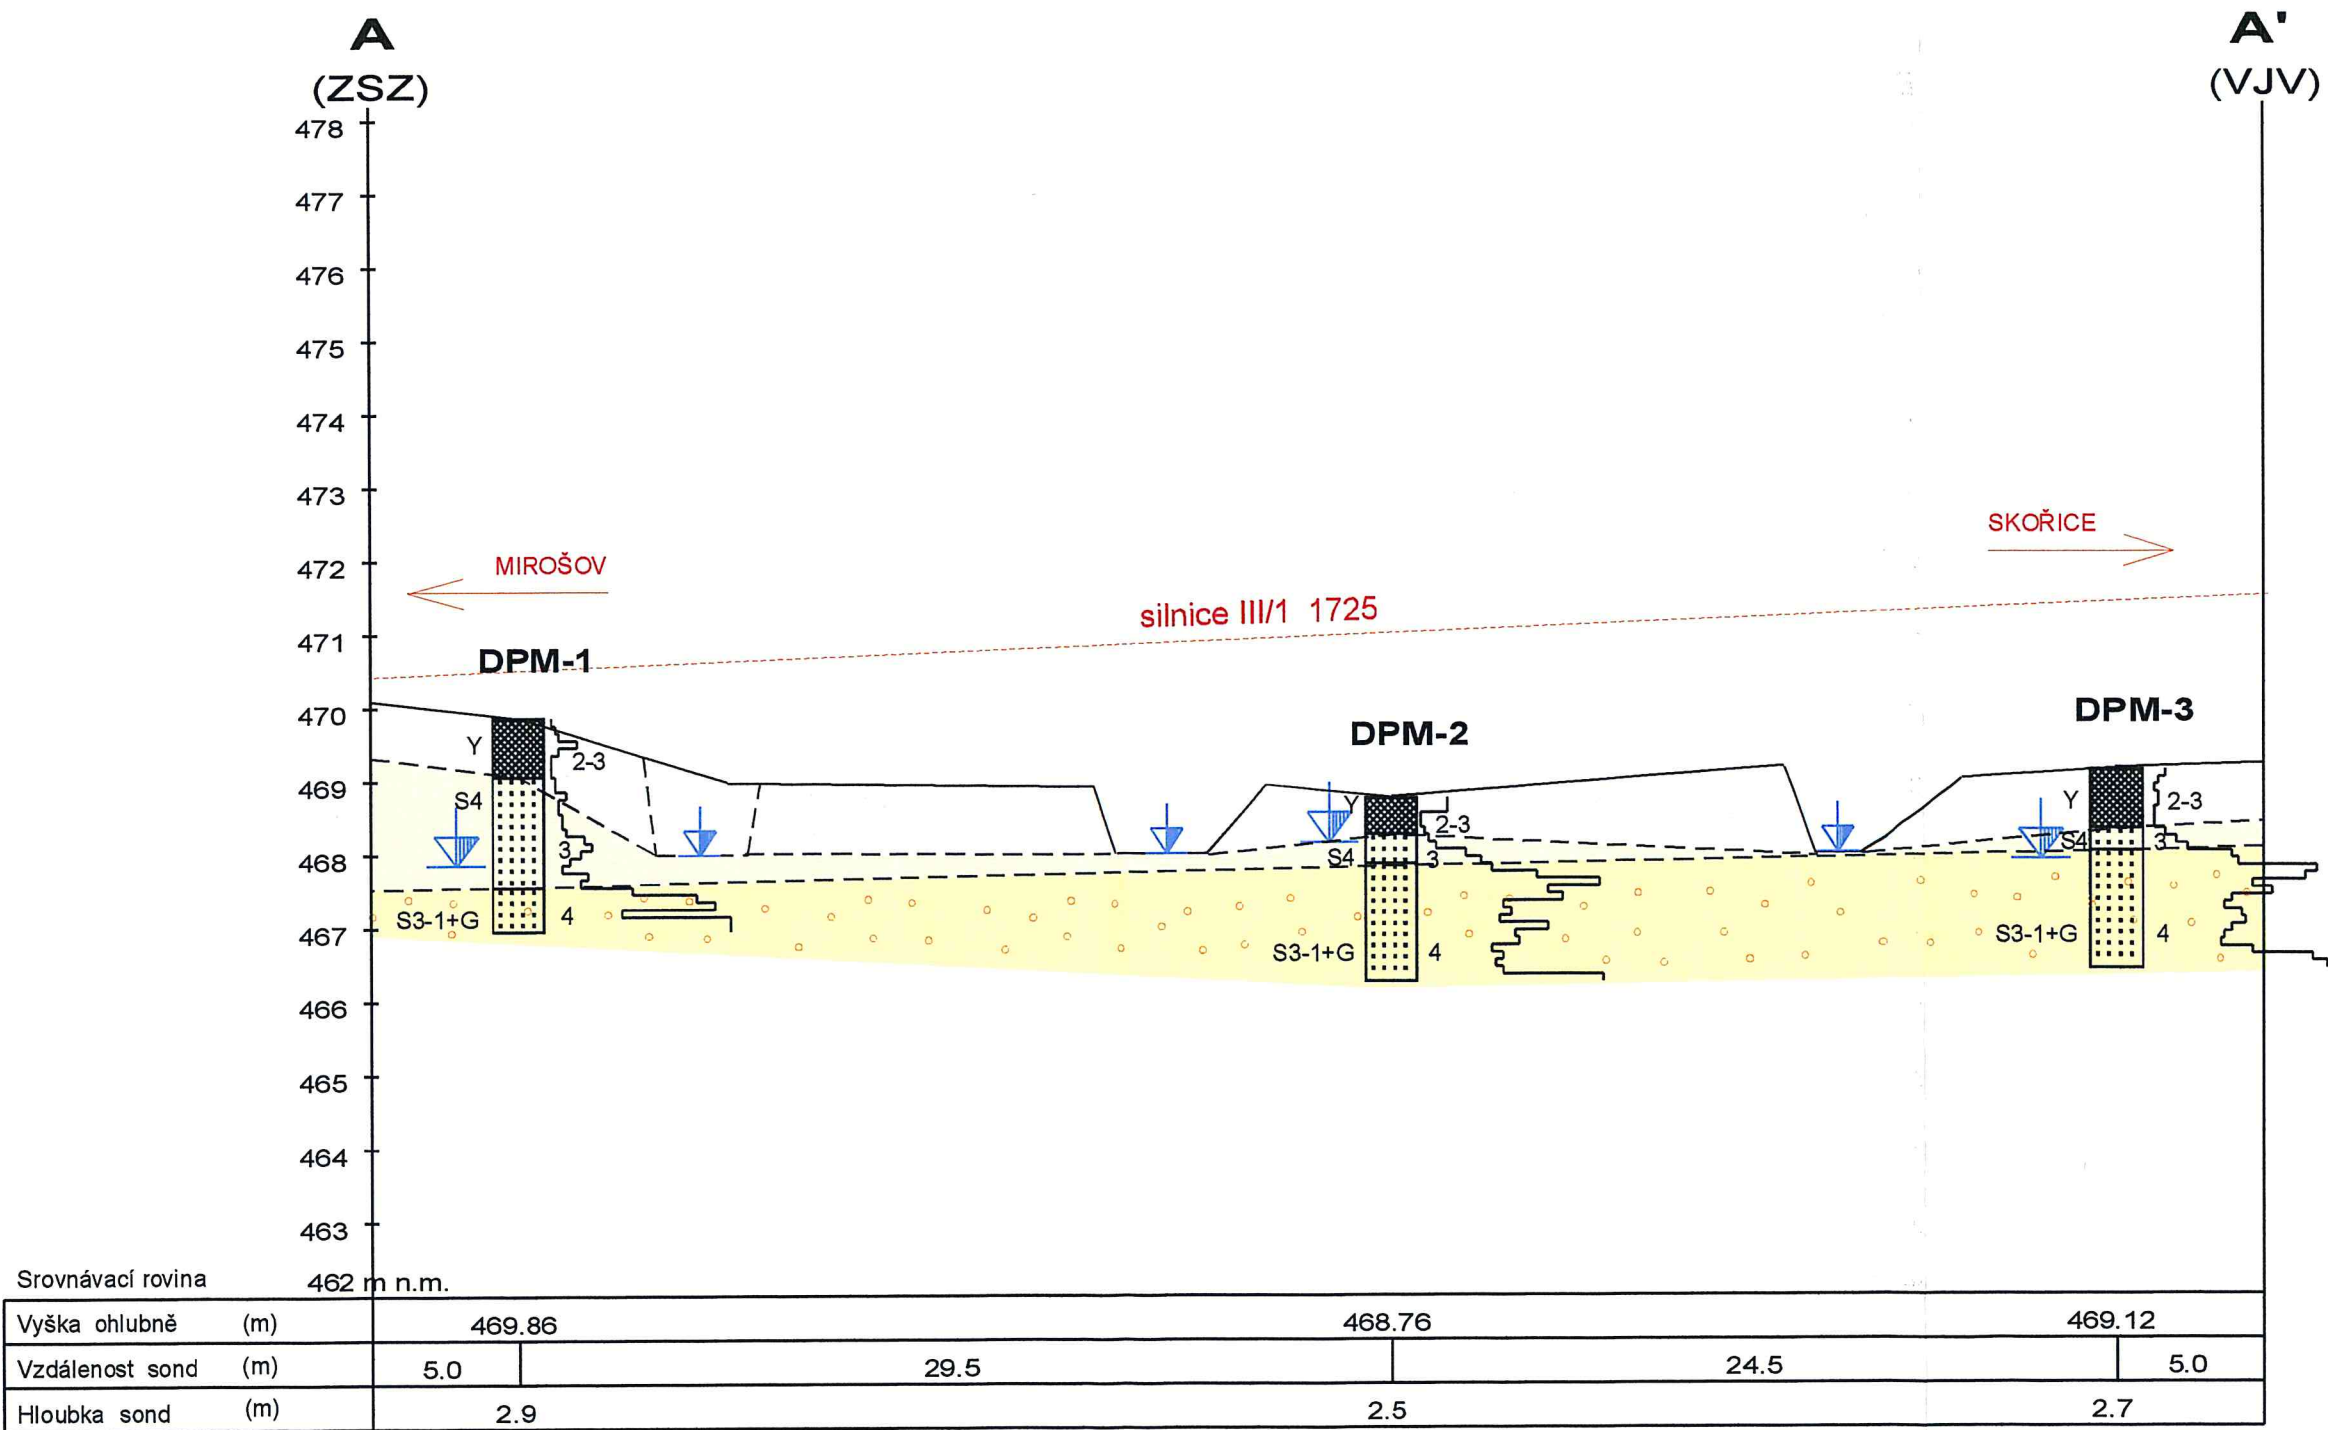 A
A'
(ZSZ)
(VJV)
478
477
476
475
474
473
SKOŘICE
472
MIROŠOV
silnice III/1 1725
471
DPM-1
470
DPM-3
DPM-2
Y
2-3
469
S4
Y
2-3
Y
2-3
468
3
S4
3
S4
3
467
S3-1+G
4
S3-1+G
4
S3-1+G
4
466
465
464
463
Srovnávací rovina 462 m n.m.
Vyška ohlubně (m) 469.86 468.76 469.12
Vzdálenost sond (m) 5.0 29.5 24.5 5.0
Hloubka sond (m) 2.9 2.5 2.7